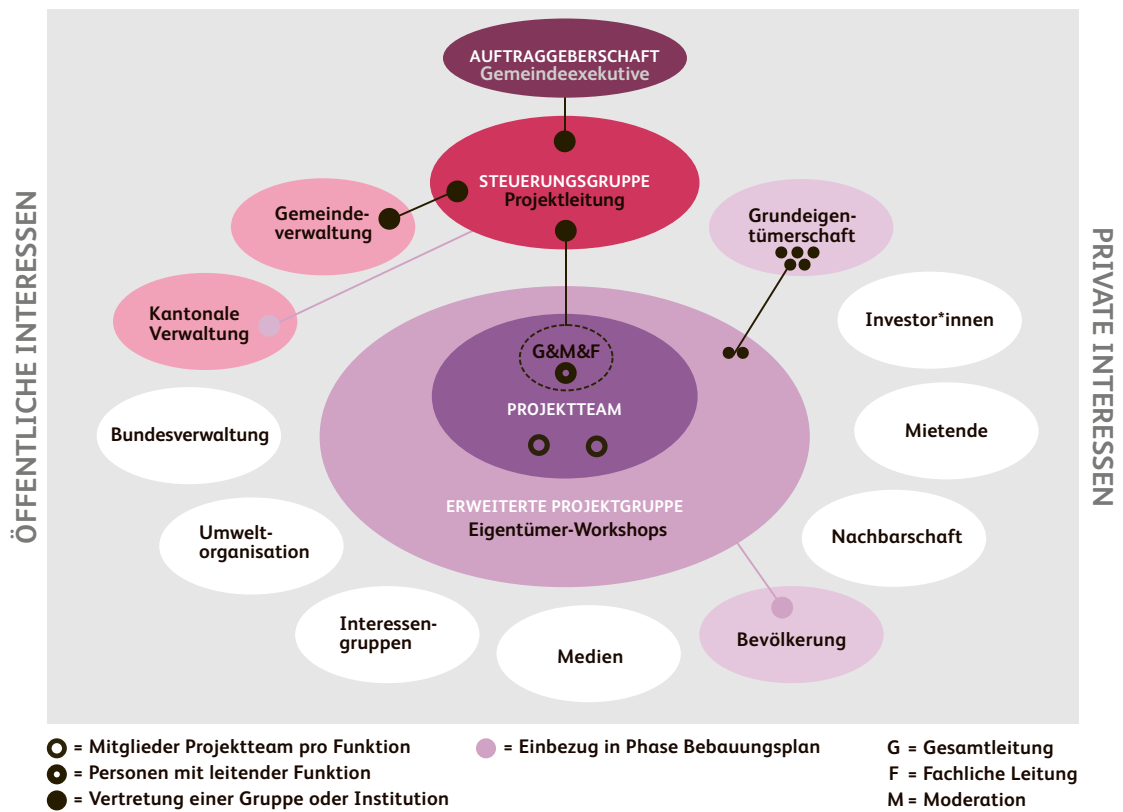 AUFTRAGGEBERSCHAFT
Gemeindeexekutive
STEUERUNGSGRUPPE
Projektleitung
Gemeinde-
verwaltung
Grundeigen-
tümerschaft
Kantonale
Verwaltung
Investor*innen
G&M&F
PROJEKTTEAM
Bundesverwaltung
Mietende
ERWEITERTE PROJEKTGRUPPE
Eigentümer-Workshops
Umwelt-
organisation
Nachbarschaft
Interessen-
gruppen
Medien
Bevölkerung
ÖFFENTLICHE INTERESSEN
PRIVATE INTERESSEN
= Mitglieder Projektteam pro Funktion
= Personen mit leitender Funktion
= Vertretung einer Gruppe oder Institution
= Einbezug in Phase Bebauungsplan
G = Gesamtleitung
F = Fachliche Leitung
M = Moderation